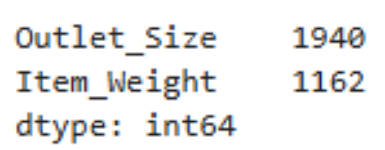 Outlet_Size    1940
Item_Weight    1162
dtype: int64